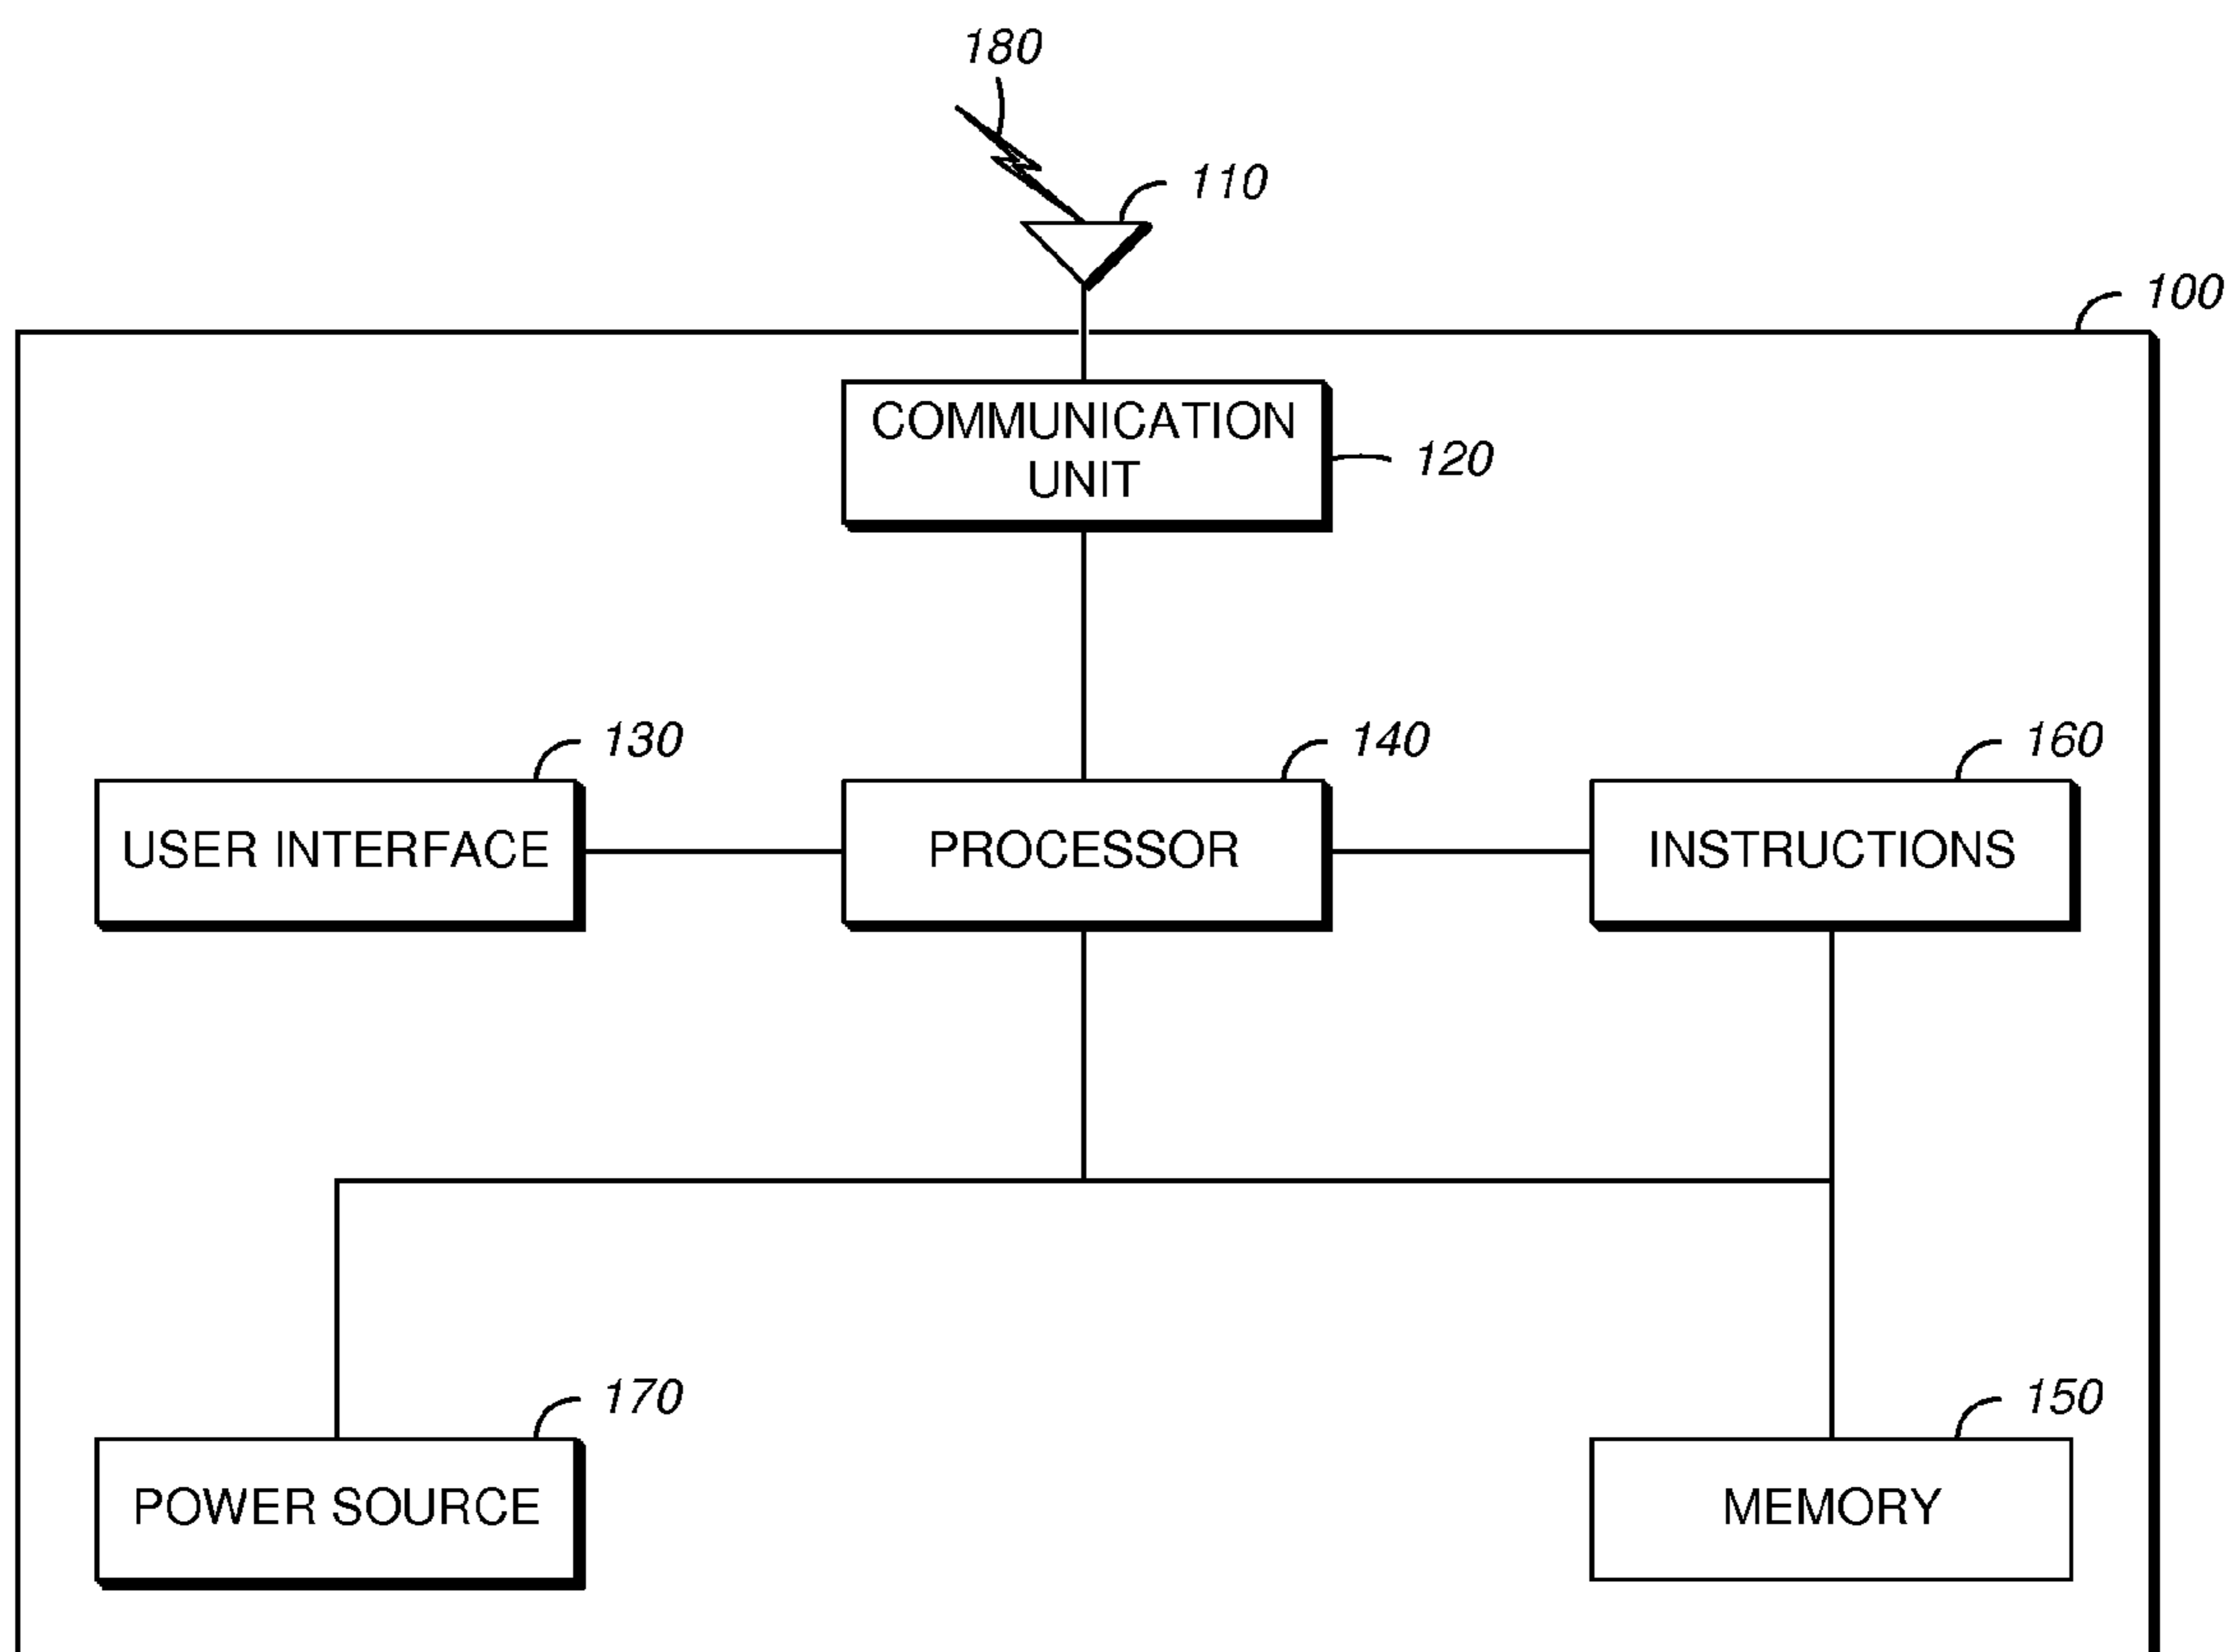 180
110
100
COMMUNICATION
UNIT
120
130
140
160
USER INTERFACE
PROCESSOR
INSTRUCTIONS
170
150
POWER SOURCE
MEMORY